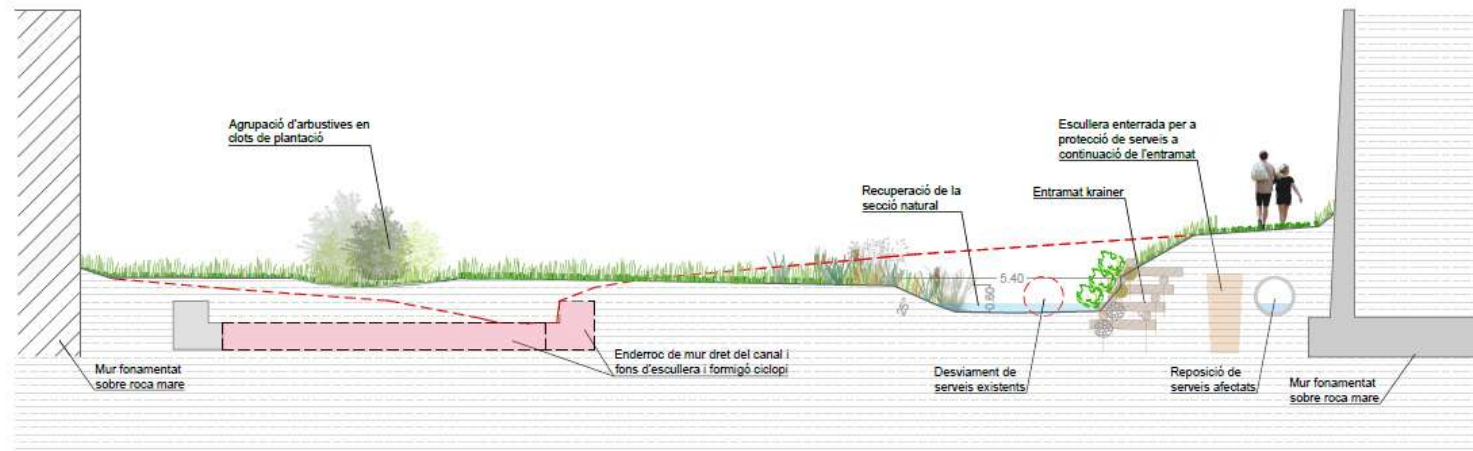 Agrupació d'arbustives en
clots de plantació
Escullera enterrada per a
protecció de serveis a
continuació de l'entramat
Recuperació de la
secció natural
Entramat krainer
5.40
0.60
25°
Mur fonamentat
sobre roca mare
Enderroc de mur dret del canal i
fons d'escullera i formigó ciclopi
Desviament de
serveis existents
Reposició de
serveis afectats
Mur fonamentat
sobre roca mare